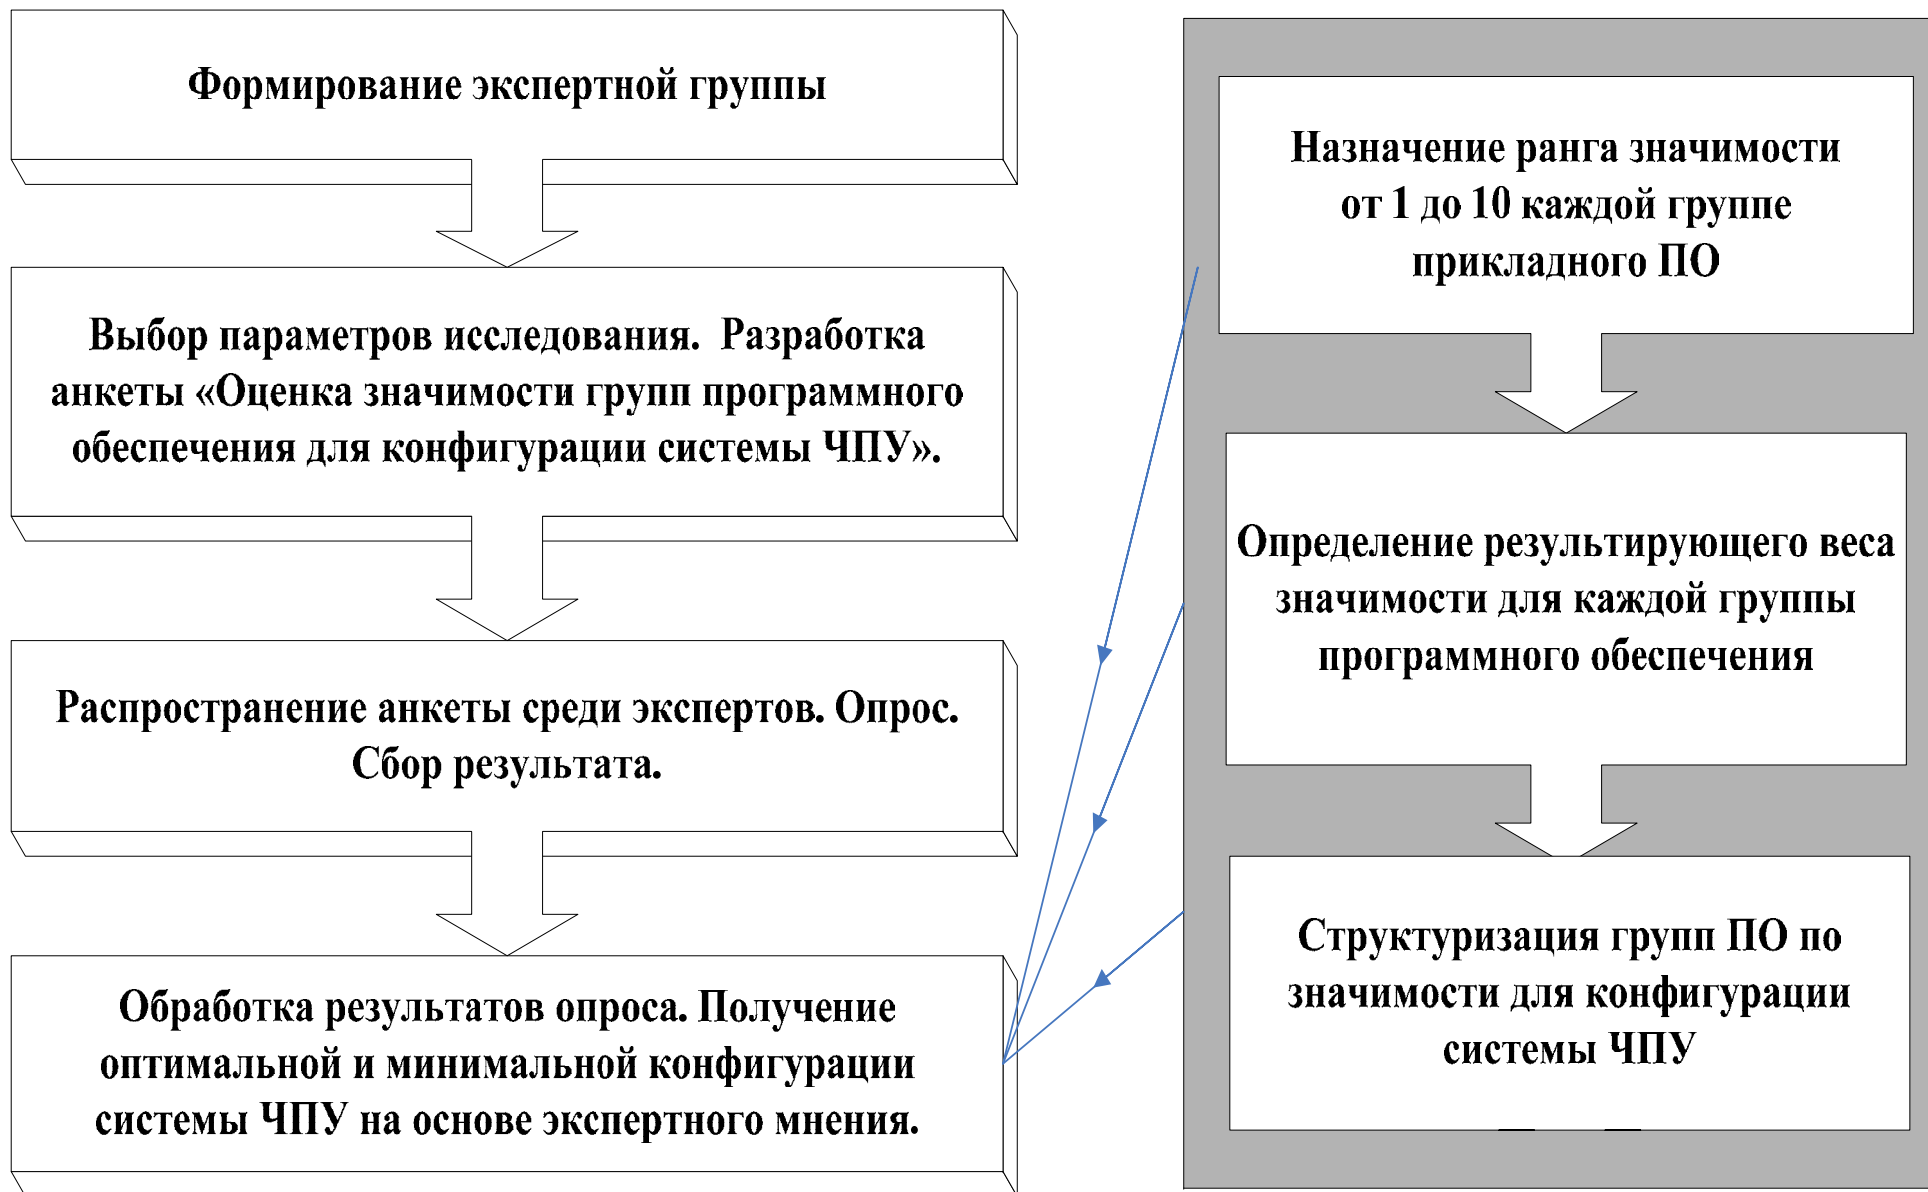 Формирование экспертной группы
Выбор параметров исследования. Разработка
анкеты «Оценка значимости групп программного
обеспечения для конфигурации системы ЧПУ».
Распространение анкеты среди экспертов. Опрос.
Сбор результата.
Обработка результатов опроса. Получение
оптимальной и минимальной конфигурации
системы ЧПУ на основе экспертного мнения.
Назначение ранга значимости
от 1 до 10 каждой группе
прикладного ПО
Определение результирующего веса
значимости для каждой группы
программного обеспечения
Структуризация групп ПО по
значимости для конфигурации
системы ЧПУ